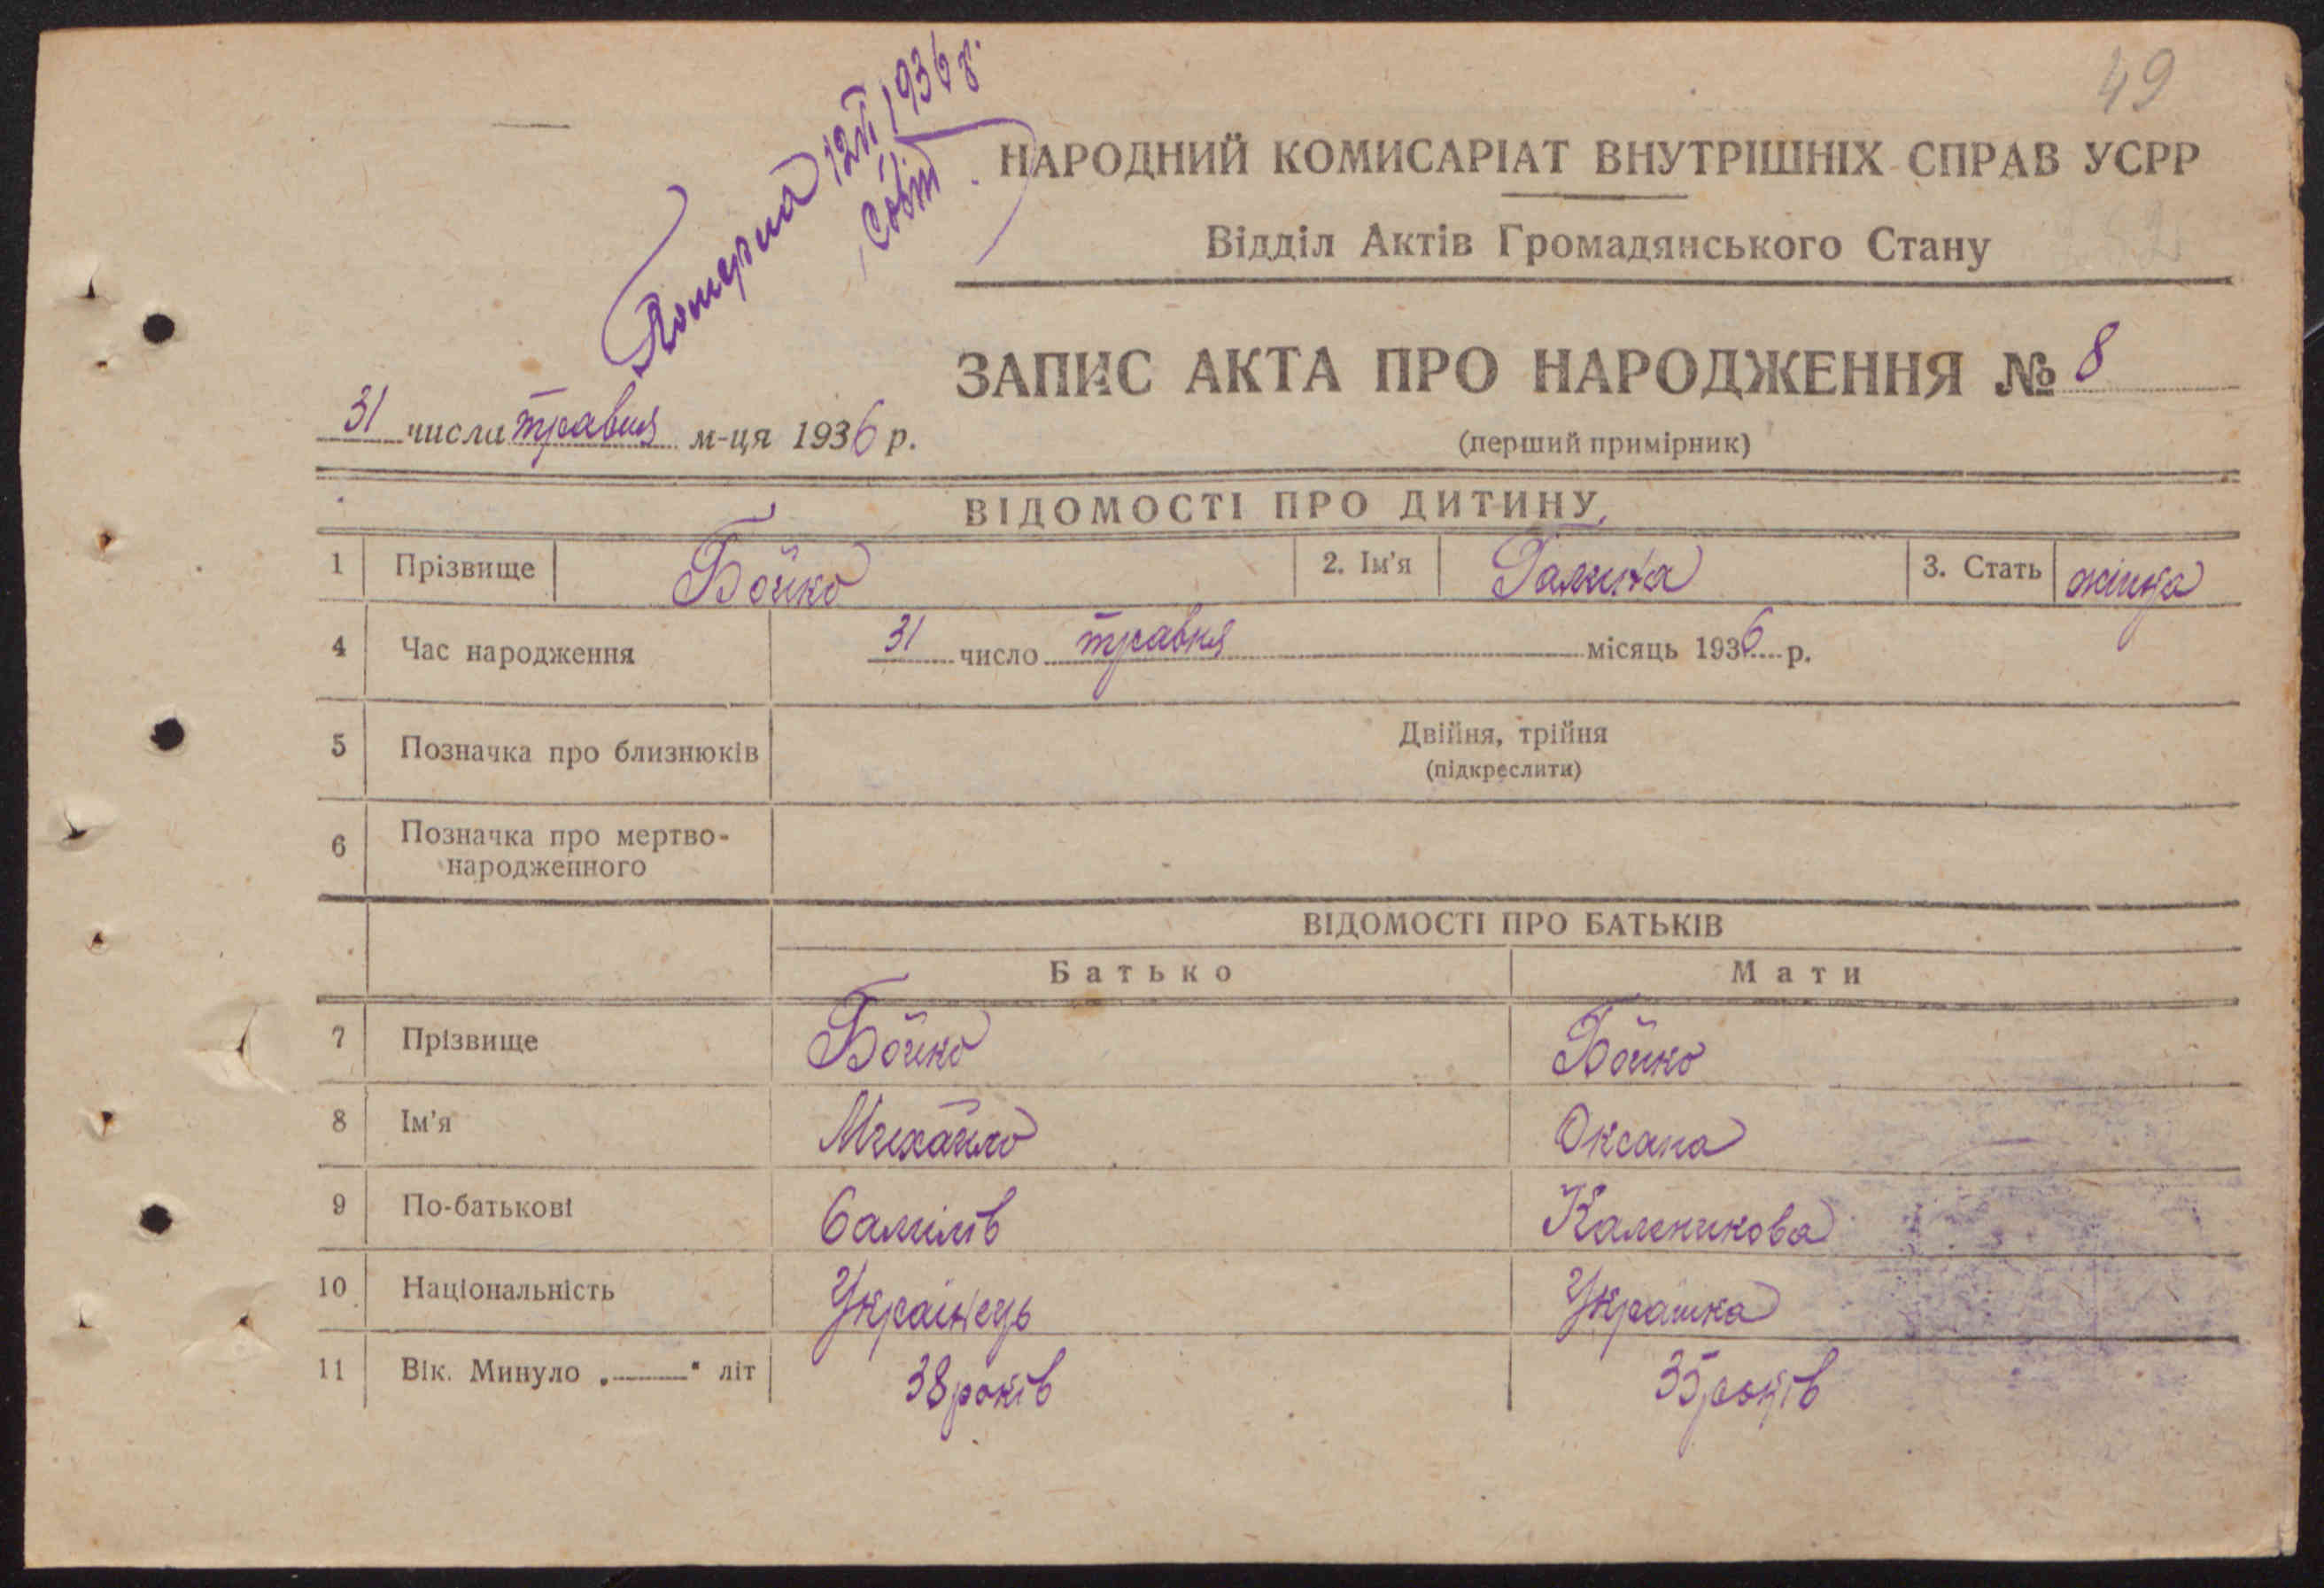 49
Померла 12/VI 1936 р.
НАРОДНИЙ КОМИСАРІАТ ВНУТРІШНІХ СПРАВ УСРР
Відділ Актів Громадянського Стану
ЗАПИС АКТА ПРО НАРОДЖЕННЯ № 8
31 числа травня м-ця 1936 р.
(перший примірник)
ВІДОМОСТІ ПРО ДИТИНУ
1 Прізвище Бойко 2. Ім'я Галина 3. Стать жінка
4 Час народження 31 число травня місяць 1936 р.
5 Позначка про близнюків Двійня, трійня
(підкреслити)
6 Позначка про мертво-
народженного
ВІДОМОСТІ ПРО БАТЬКІВ
Батько Мати
7 Прізвище Бойко Бойко
8 Ім'я Михайло Оксана
9 По-батькові Каленикова
10 Національність Українець Українка
11 Вік. Минуло „ “ літ 38 років 35 років